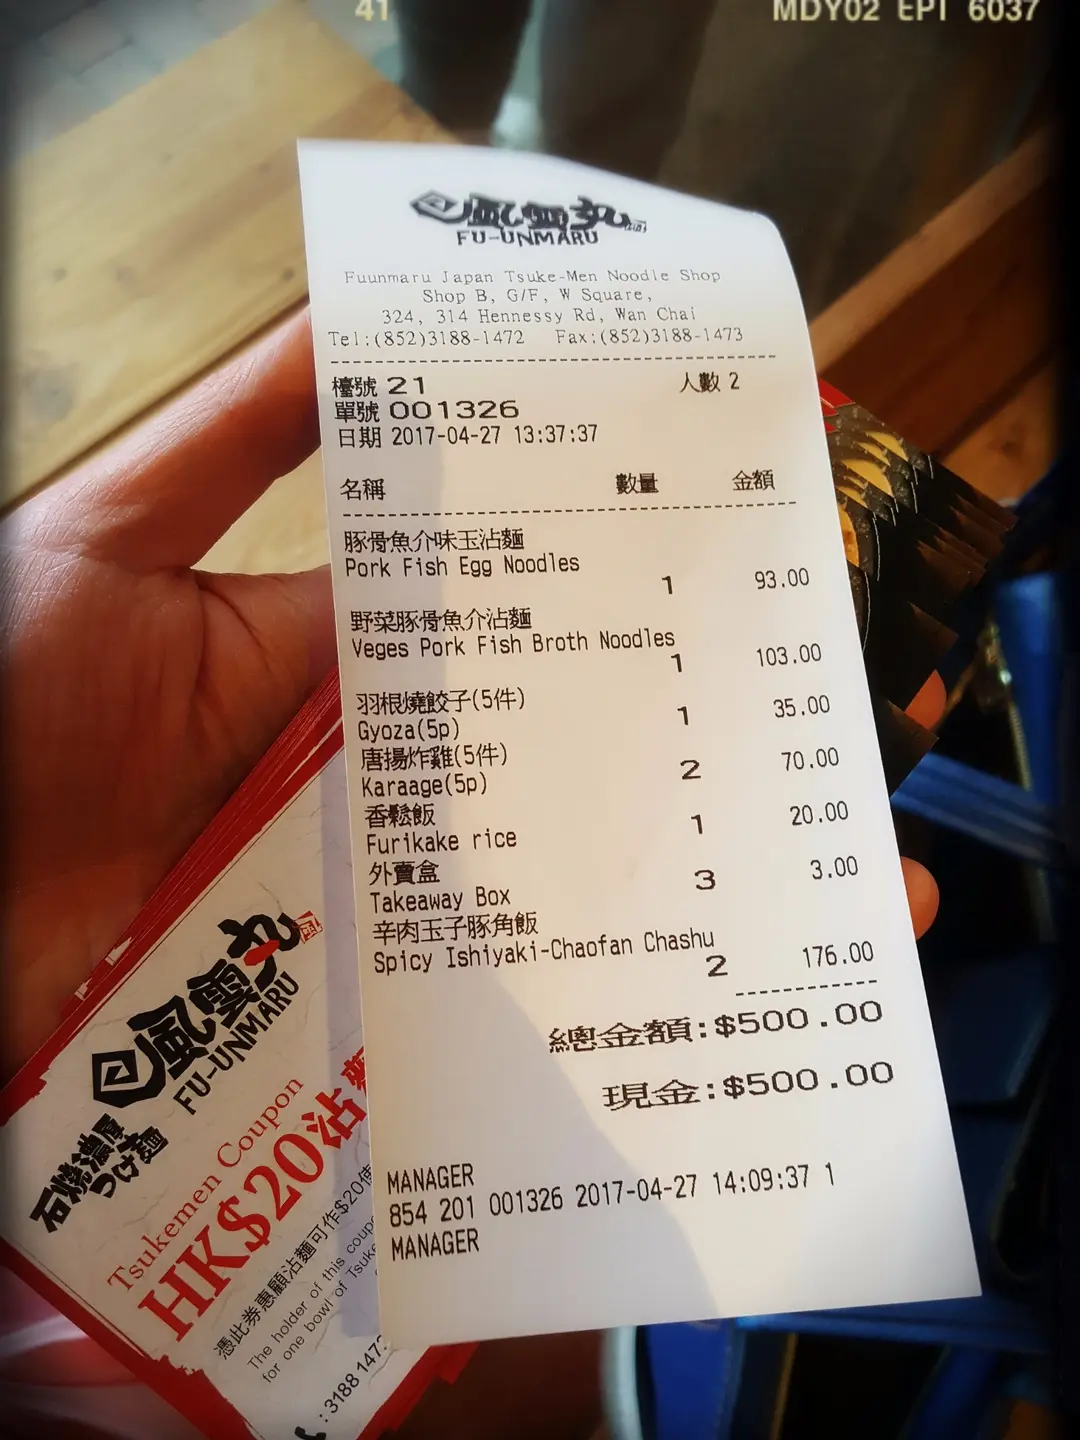 41
MDY02 EPI 6037
風雲丸
FU-UNMARU
Fuunmaru Japan Tsuke-Men Noodle Shop
Shop B, G/F, W Square,
324, 314 Hennessy Rd, Wan Chai
Tel:(852)3188-1472 Fax:(852)3188-1473
檯號 21 人數 2
單號 001326
日期 2017-04-27 13:37:37
名稱 數量 金額
豚骨魚介味玉沾麵
Pork Fish Egg Noodles
1 93.00
野菜豚骨魚介沾麵
Veges Pork Fish Broth Noodles
1 103.00
羽根燒餃子(5件)
Gyoza(5p) 1 35.00
唐揚炸雞(5件)
Karaage(5p) 2 70.00
香鬆飯
Furikake rice 1 20.00
外賣盒
Takeaway Box 3 3.00
辛肉玉子豚角飯
Spicy Ishiyaki-Chaofan Chashu
2 176.00
總金額:$500.00
現金:$500.00
MANAGER
854 201 001326 2017-04-27 14:09:37 1
MANAGER
風雲丸
FU-UNMARU
石燒濃厚
つけ麺
Tsukemen Coupon
HK$20沾
憑此券惠顧沾麵可作$20使
The holder of this coup
for one bowl of Tsuke
: 3188 147